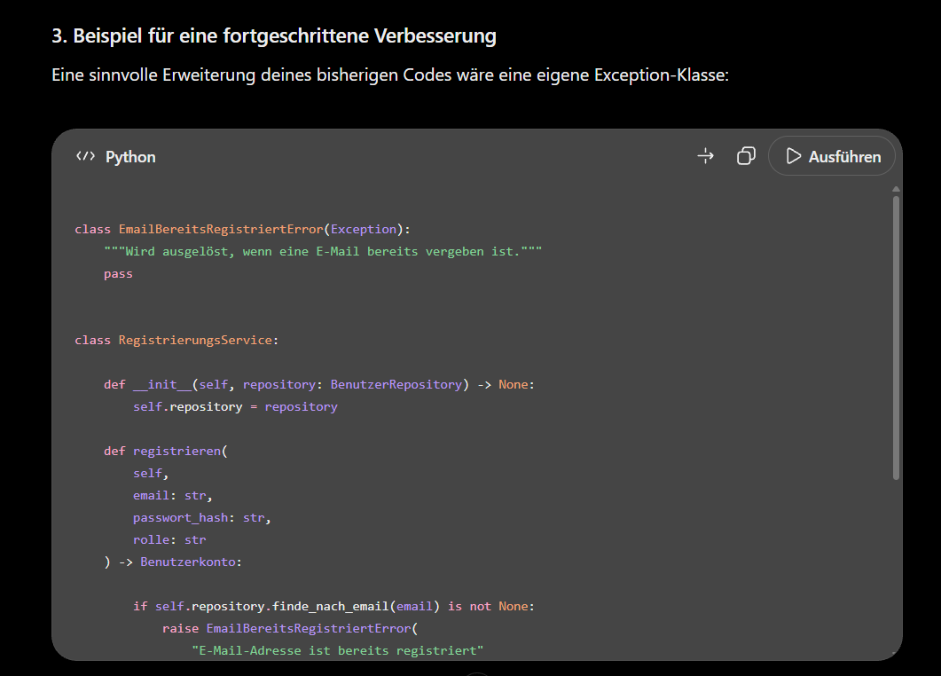 3. Beispiel für eine fortgeschrittene Verbesserung
Eine sinnvolle Erweiterung deines bisherigen Codes wäre eine eigene Exception-Klasse:
</> Python
Ausführen
class EmailBereitsRegistriertError(Exception):
    """Wird ausgelöst, wenn eine E-Mail bereits vergeben ist."""
    pass
class RegistrierungsService:
    def __init__(self, repository: BenutzerRepository) -> None:
        self.repository = repository
    def registrieren(
        self,
        email: str,
        passwort_hash: str,
        rolle: str
    ) -> Benutzerkonto:
        if self.repository.finde_nach_email(email) is not None:
            raise EmailBereitsRegistriertError(
                "E-Mail-Adresse ist bereits registriert"